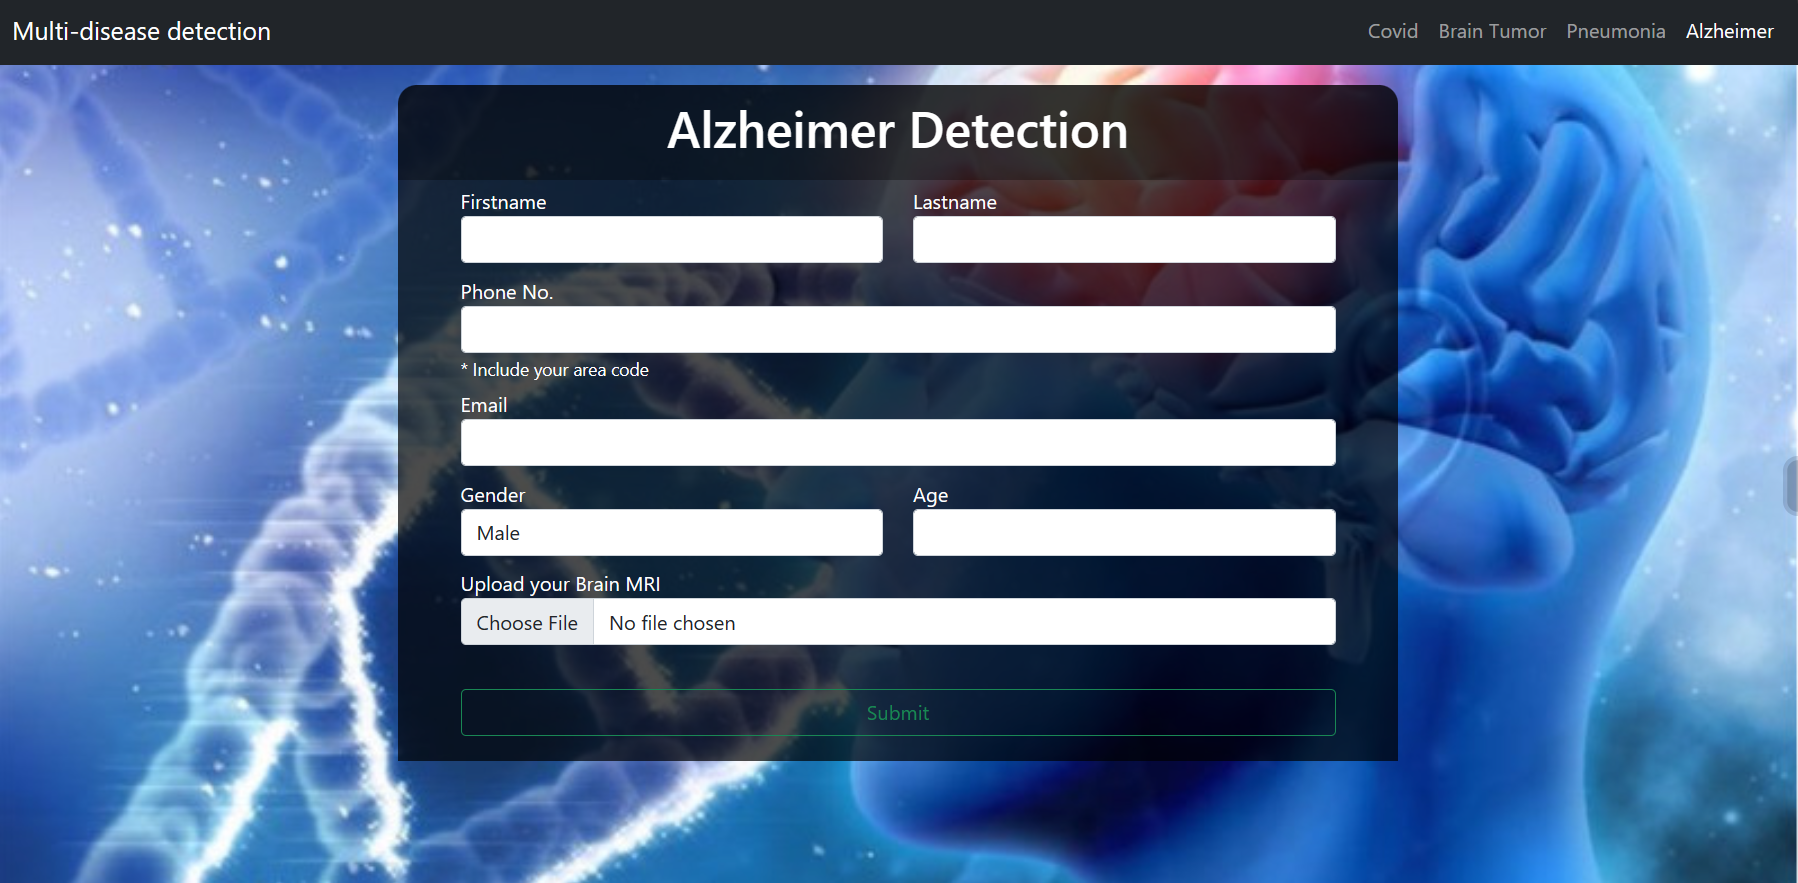 Multi-disease detection
Covid Brain Tumor Pneumonia Alzheimer
Alzheimer Detection
Firstname Lastname
Phone No.
* Include your area code
Email
Gender Age
Male
Upload your Brain MRI
Choose File No file chosen
Submit